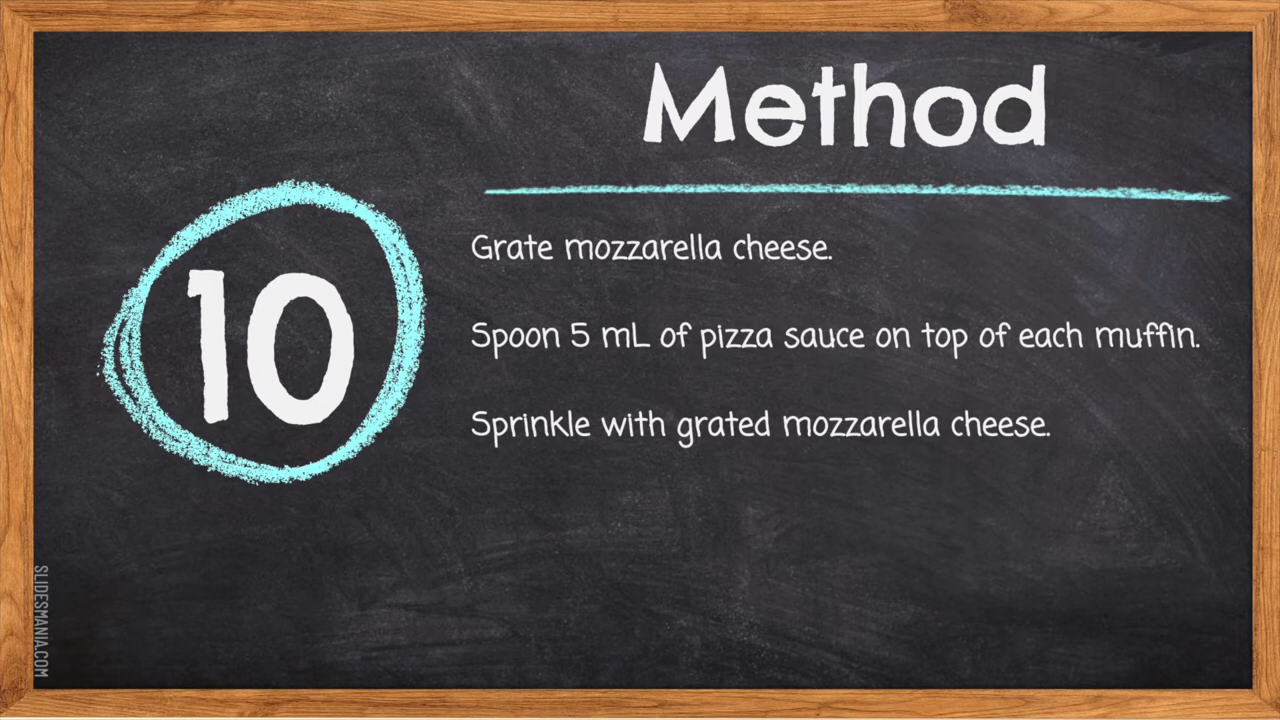 Method
10
Grate mozzarella cheese.
Spoon 5 mL of pizza sauce on top of each muffin.
Sprinkle with grated mozzarella cheese.
SLIDESMANIA.COM